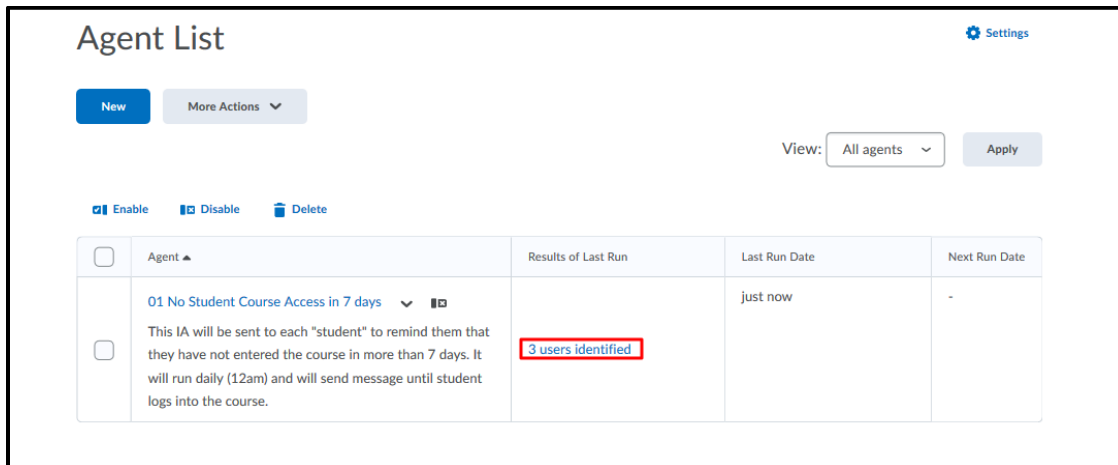 Agent List
Settings
New
More Actions
View:
All agents
Apply
Enable
Disable
Delete
Agent
Results of Last Run
Last Run Date
Next Run Date
01 No Student Course Access in 7 days
This IA will be sent to each "student" to remind them that
they have not entered the course in more than 7 days. It
will run daily (12am) and will send message until student
logs into the course.
3 users identified
just now
-